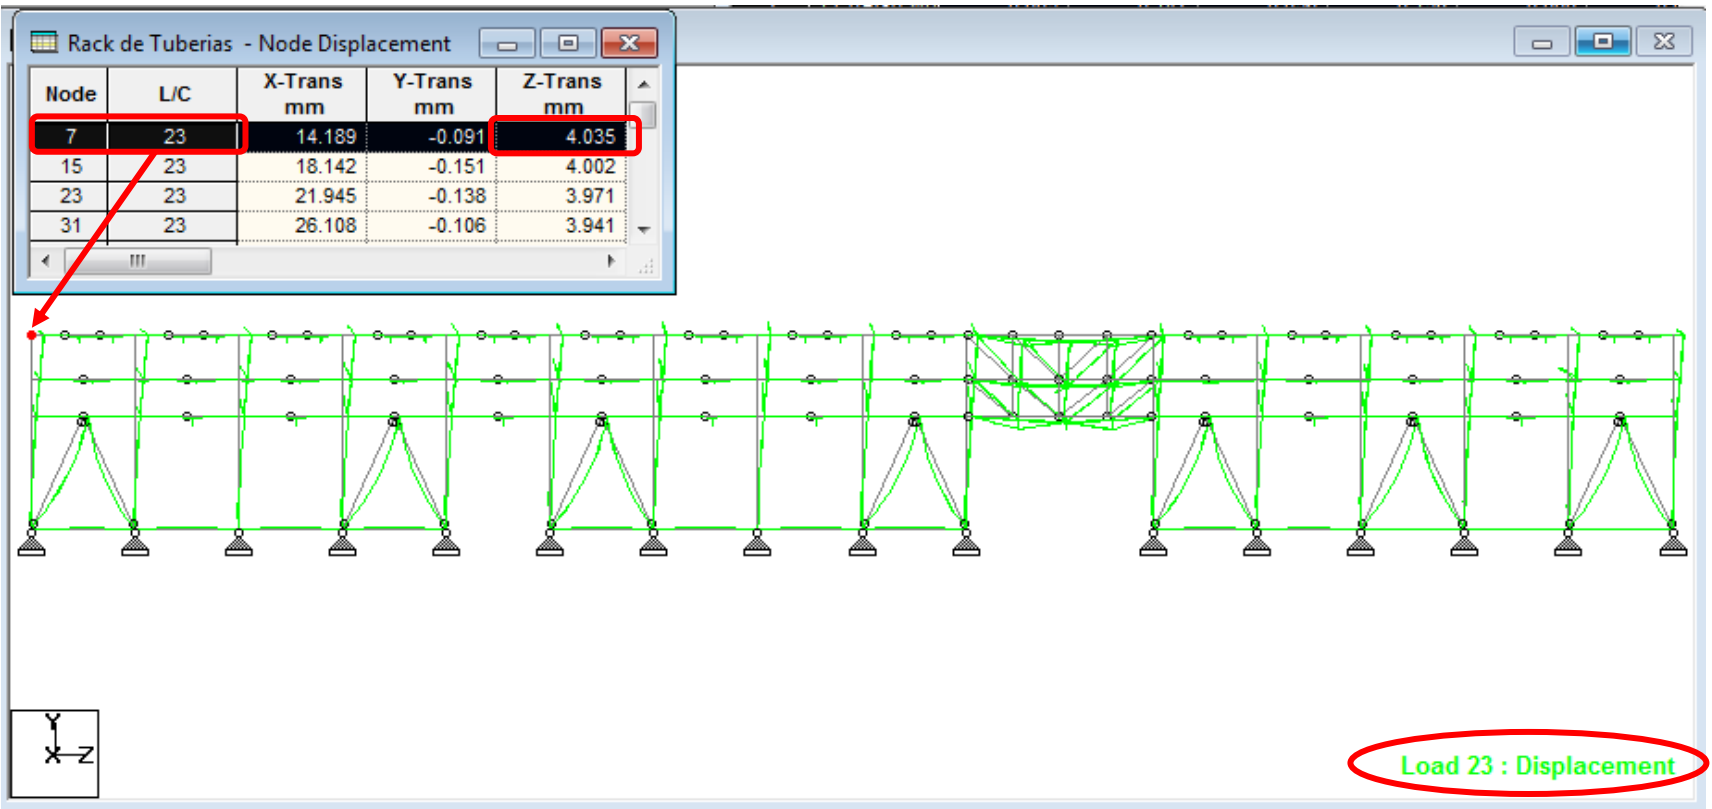 Rack de Tuberias - Node Displacement
Node L/C X-Trans mm Y-Trans mm Z-Trans mm
7 23 14.189 -0.091 4.035
15 23 18.142 -0.151 4.002
23 23 21.945 -0.138 3.971
31 23 26.108 -0.106 3.941
Y
X Z
Load 23 : Displacement